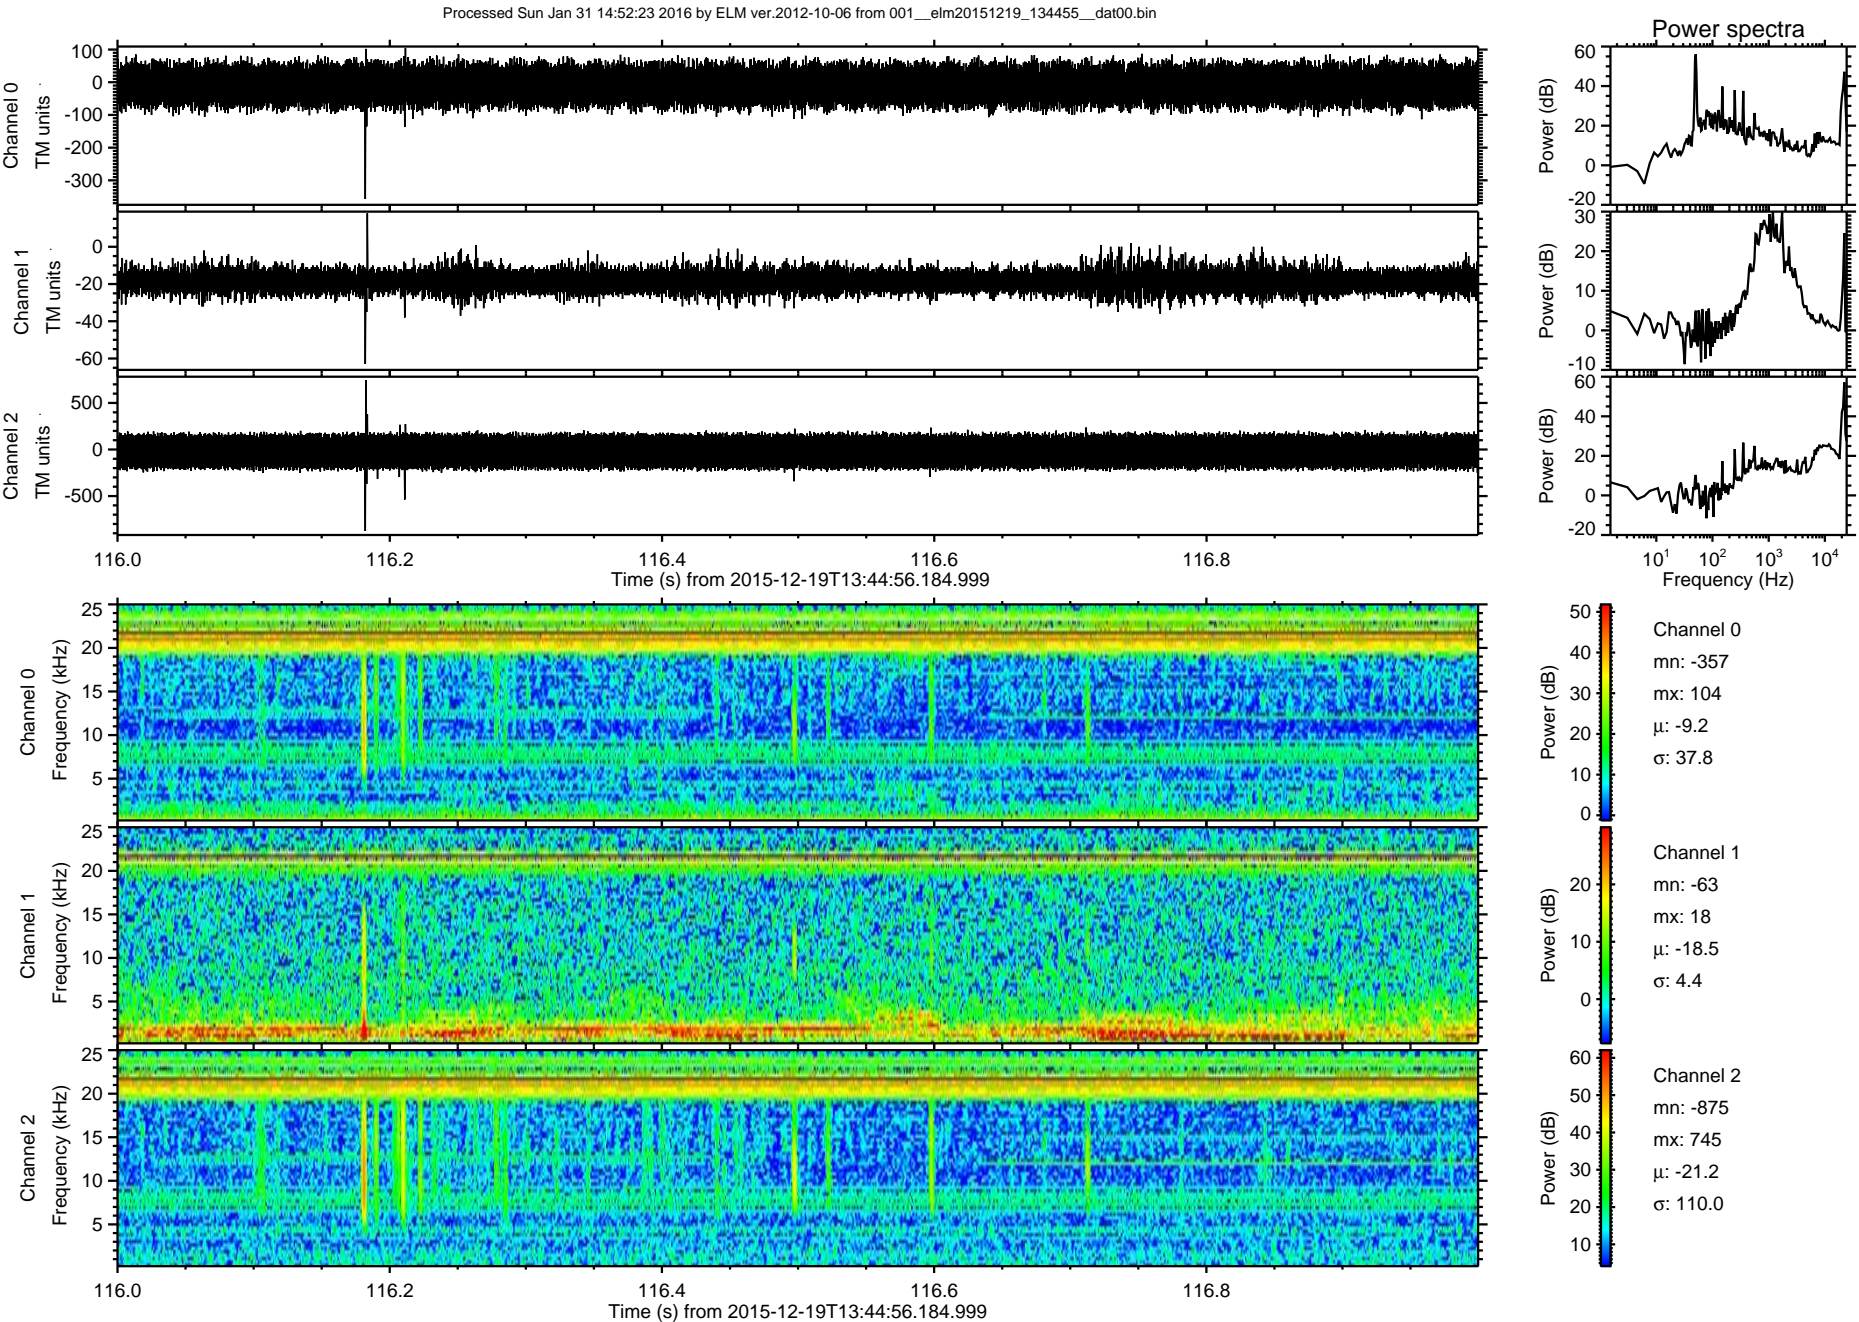 Processed Sun Jan 31 14:52:23 2016 by ELM ver.2012-10-06 from 001__elm20151219_134455__dat00.bin
Power spectra
Channel 0
TM units
100
0
-100
-200
-300
Power (dB)
60
40
20
0
-20
Channel 1
TM units
0
-20
-40
-60
Power (dB)
30
20
10
0
-10
Channel 2
TM units
500
0
-500
Power (dB)
60
40
20
0
-20
116.0 116.2 116.4 116.6 116.8
Time (s) from 2015-12-19T13:44:56.184.999
10¹ 10² 10³ 10⁴
Frequency (Hz)
Channel 0
Frequency (kHz)
25
20
15
10
5
Power (dB)
50
40
30
20
10
0
Channel 0
mn: -357
mx: 104
μ: -9.2
σ: 37.8
Channel 1
Frequency (kHz)
25
20
15
10
5
Power (dB)
20
10
0
Channel 1
mn: -63
mx: 18
μ: -18.5
σ: 4.4
Channel 2
Frequency (kHz)
25
20
15
10
5
Power (dB)
60
50
40
30
20
10
Channel 2
mn: -875
mx: 745
μ: -21.2
σ: 110.0
116.0 116.2 116.4 116.6 116.8
Time (s) from 2015-12-19T13:44:56.184.999